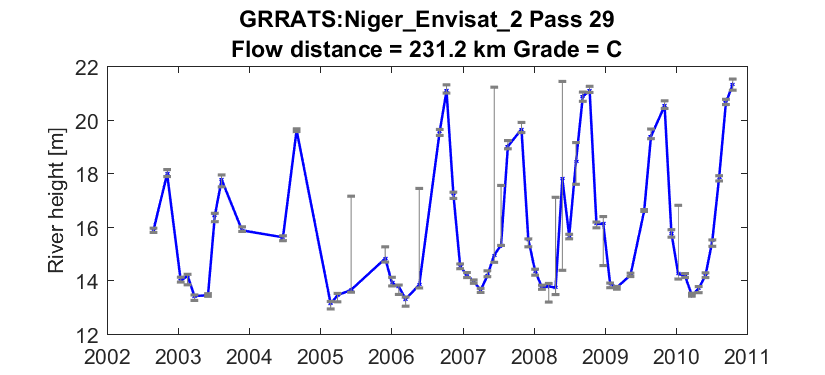 GRRATS:Niger_Envisat_2 Pass 29
Flow distance = 231.2 km Grade = C
River height [m]
22
20
18
16
14
12
2002 2003 2004 2005 2006 2007 2008 2009 2010 2011